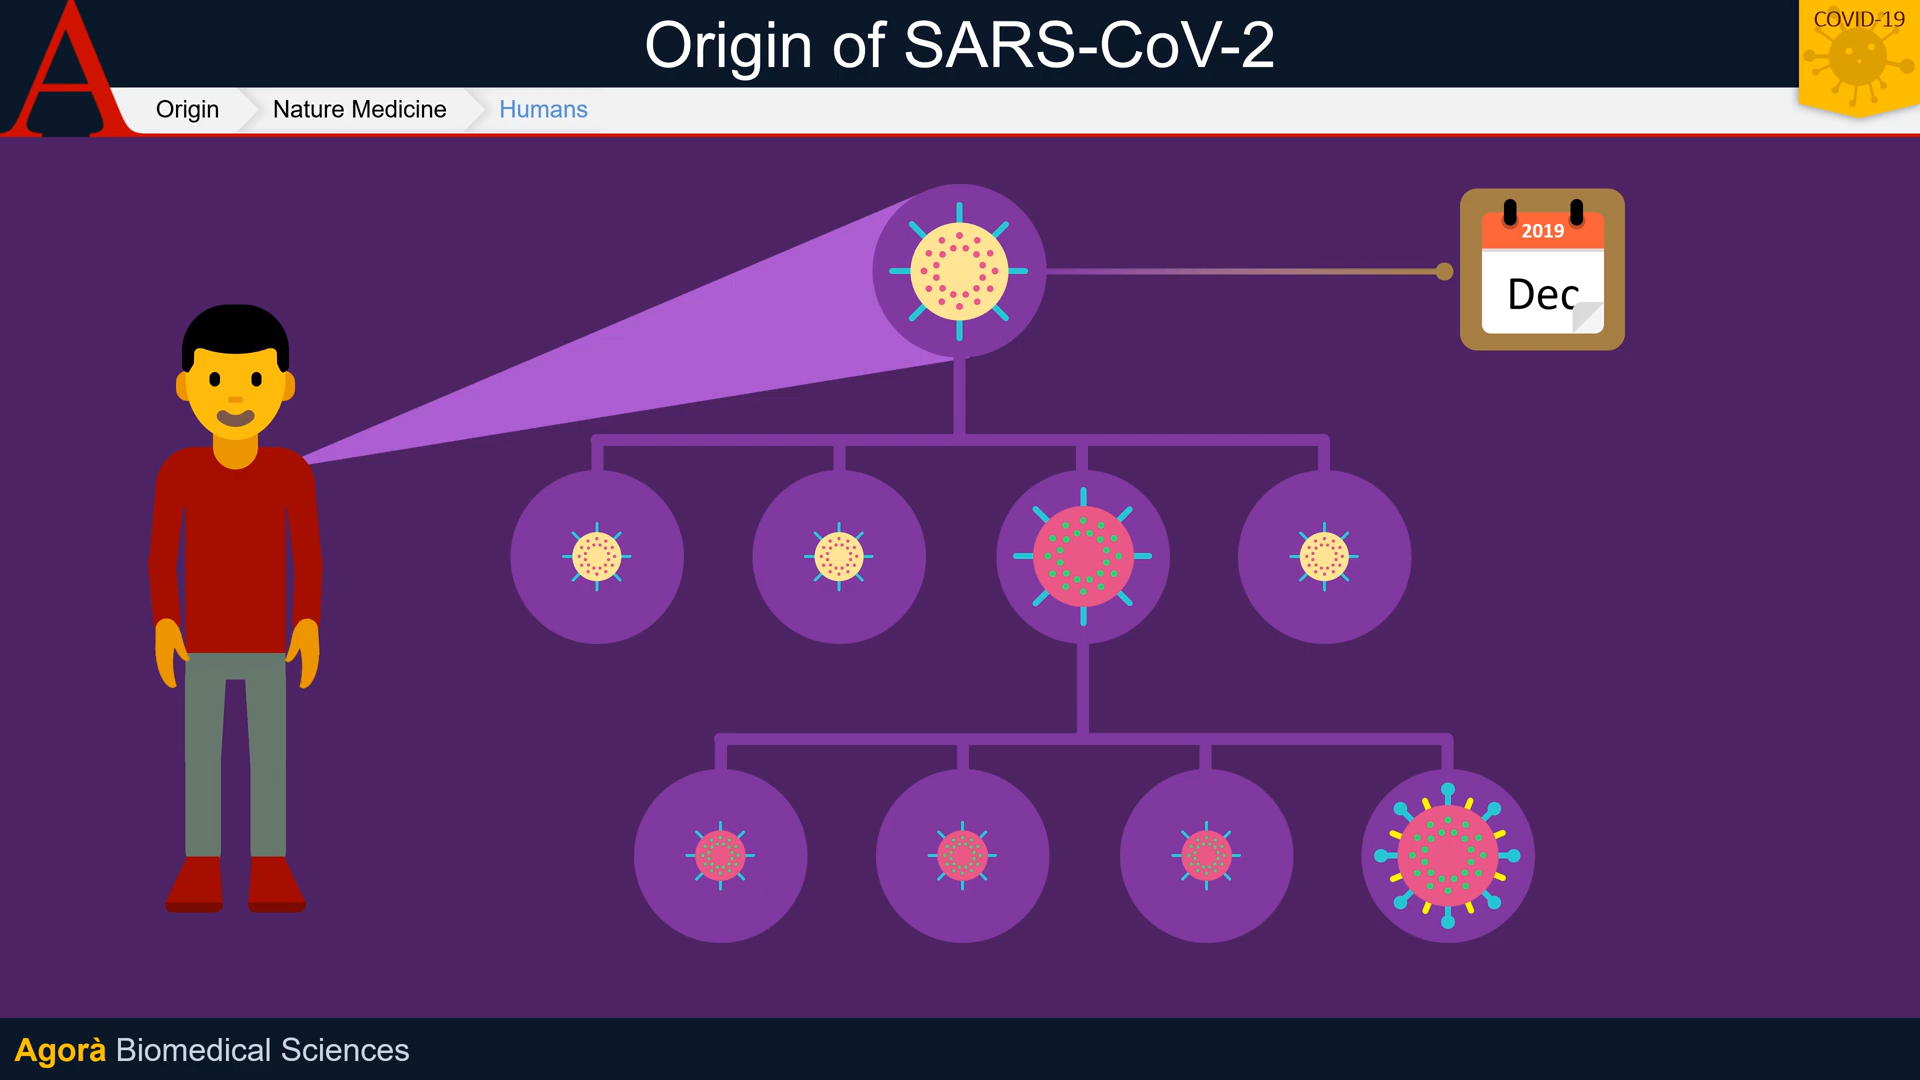 Origin of SARS-CoV-2
COVID-19
A
Origin
Nature Medicine
Humans
2019
Dec
Agorà Biomedical Sciences